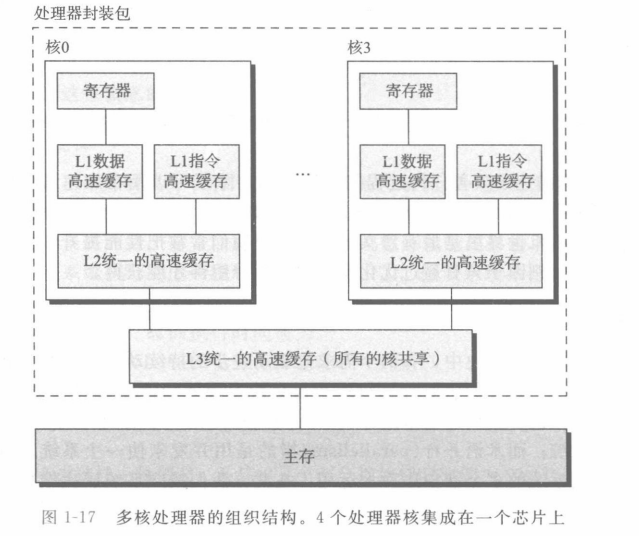 处理器封装包
核0
核3
寄存器
寄存器
L1数据
高速缓存
L1指令
高速缓存
…
L1数据
高速缓存
L1指令
高速缓存
L2统一的高速缓存
L2统一的高速缓存
L3统一的高速缓存（所有的核共享）
主存
图 1-17 多核处理器的组织结构。4 个处理器核集成在一个芯片上